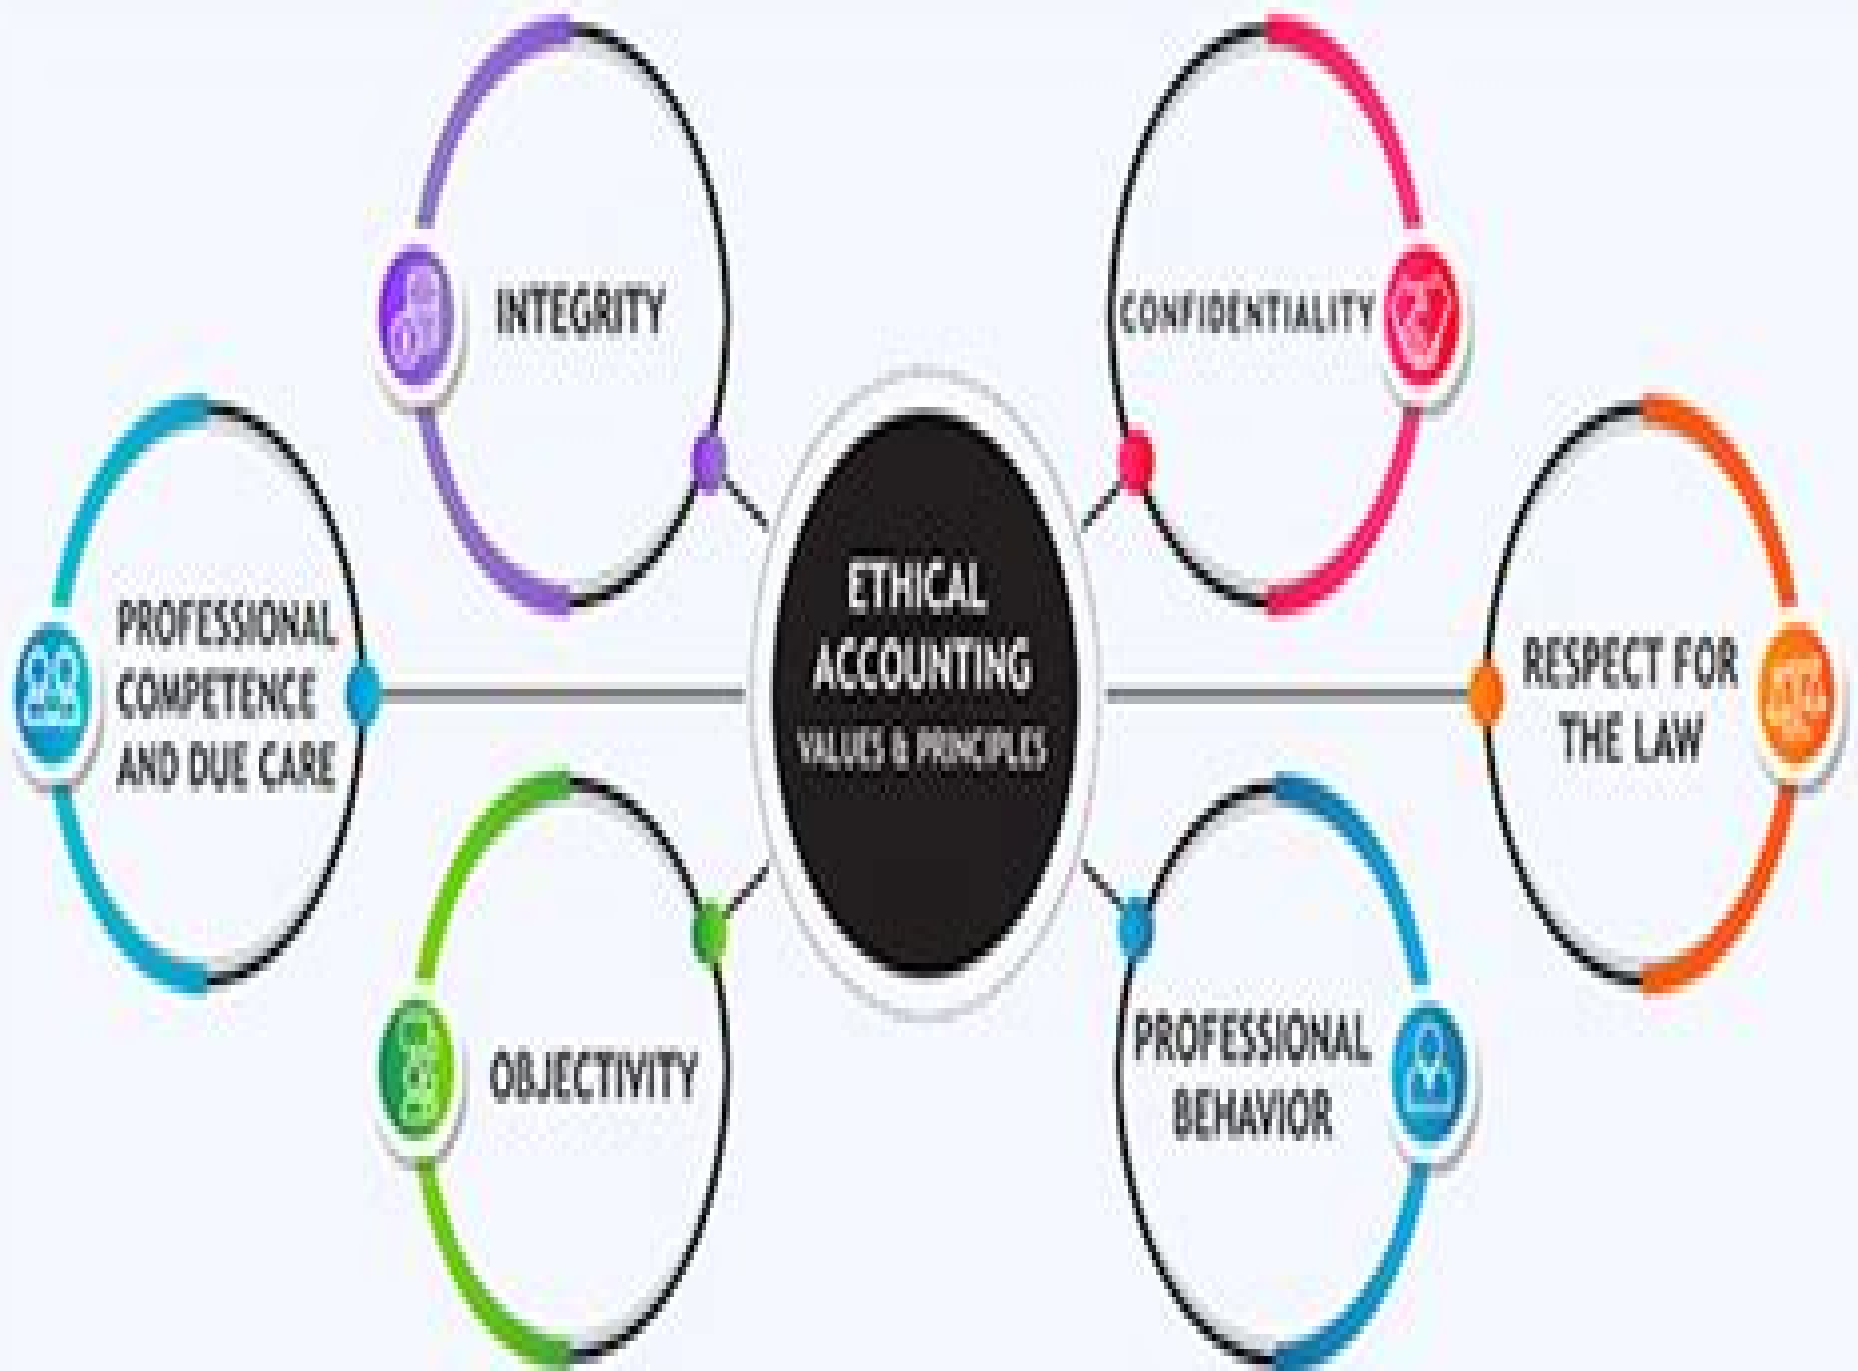 INTEGRITY
CONFIDENTIALITY
PROFESSIONAL
COMPETENCE
AND DUE CARE
ETHICAL
ACCOUNTING
VALUES & PRINCIPLES
RESPECT FOR
THE LAW
OBJECTIVITY
PROFESSIONAL
BEHAVIOR